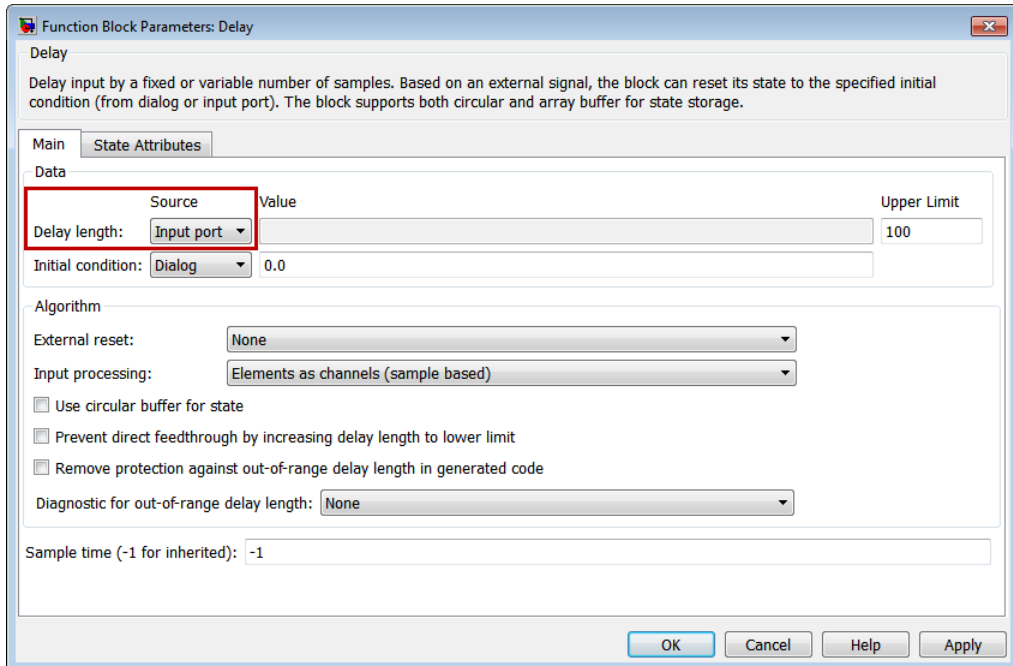 Function Block Parameters: Delay
Delay
Delay input by a fixed or variable number of samples. Based on an external signal, the block can reset its state to the specified initial
condition (from dialog or input port). The block supports both circular and array buffer for state storage.
Main State Attributes
Data
Source Value Upper Limit
Delay length: Input port 100
Initial condition: Dialog 0.0
Algorithm
External reset: None
Input processing: Elements as channels (sample based)
Use circular buffer for state
Prevent direct feedthrough by increasing delay length to lower limit
Remove protection against out-of-range delay length in generated code
Diagnostic for out-of-range delay length: None
Sample time (-1 for inherited): -1
OK Cancel Help Apply